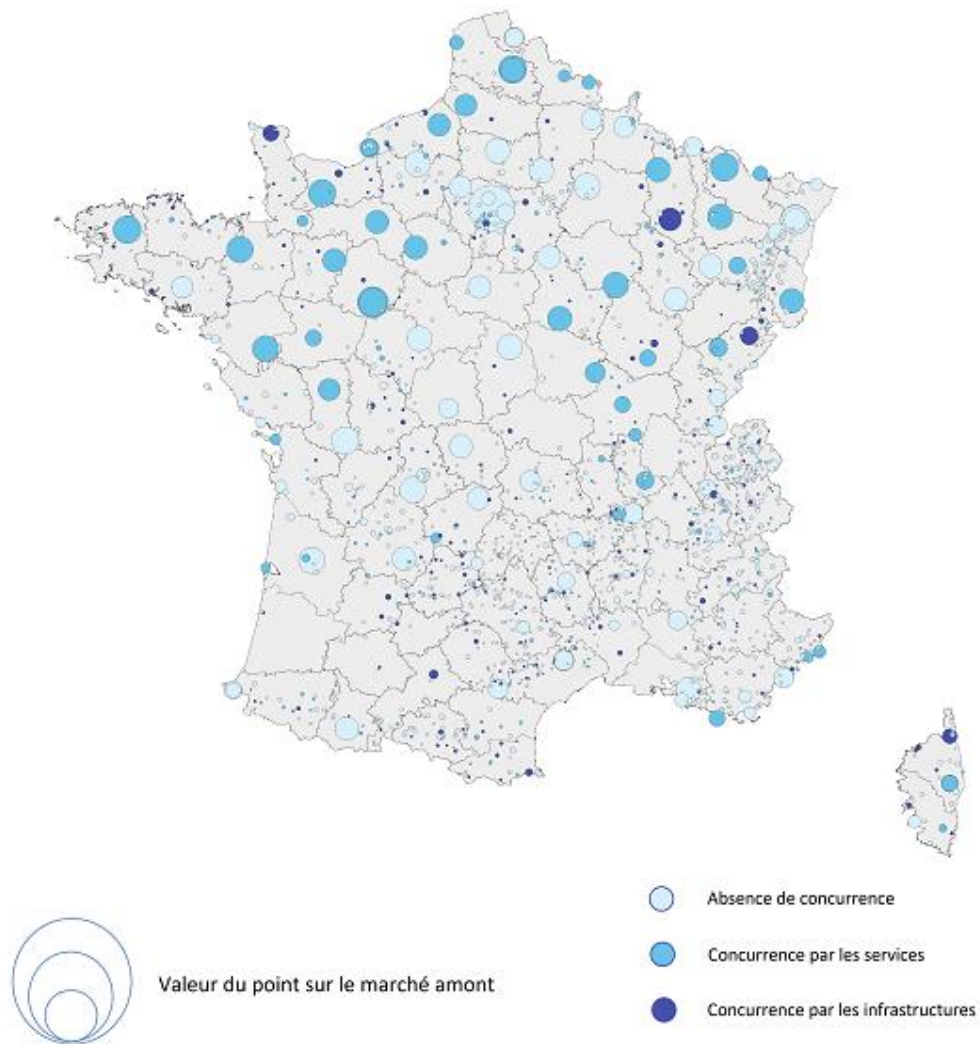 Absence de concurrence
Concurrence par les services
Concurrence par les infrastructures
Valeur du point sur le marché amont